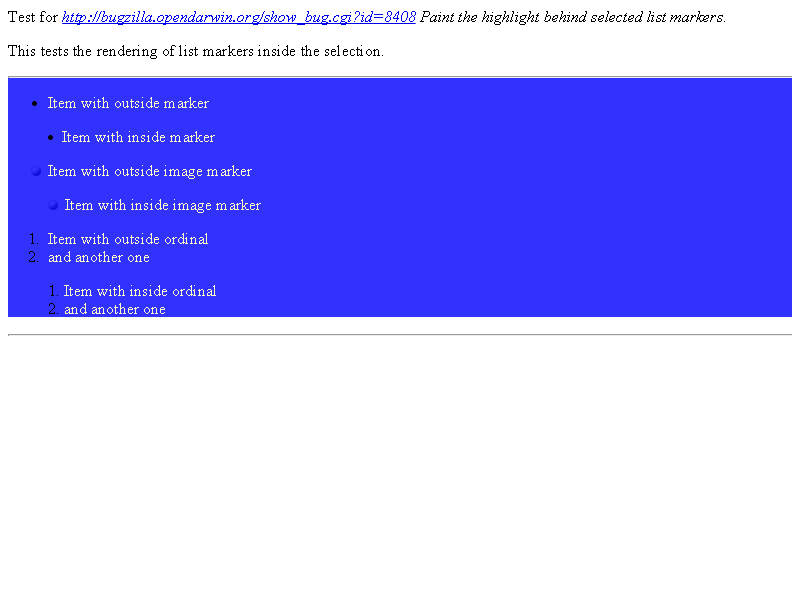 Test for http://bugzilla.opendarwin.org/show_bug.cgi?id=8408 Paint the highlight behind selected list markers.
This tests the rendering of list markers inside the selection.
• Item with outside marker
• Item with inside marker
Item with outside image marker
Item with inside image marker
1. Item with outside ordinal
2. and another one
1. Item with inside ordinal
2. and another one